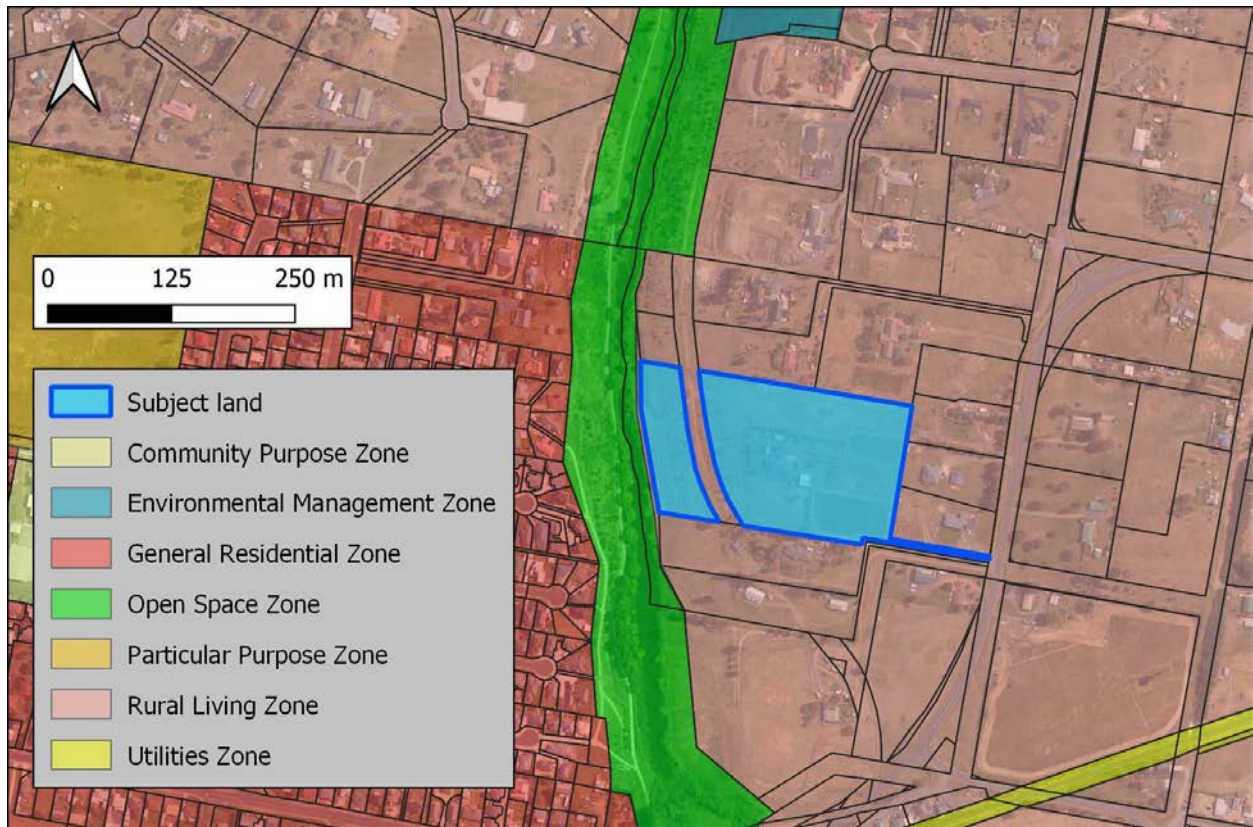 0 125 250 m
Subject land
Community Purpose Zone
Environmental Management Zone
General Residential Zone
Open Space Zone
Particular Purpose Zone
Rural Living Zone
Utilities Zone